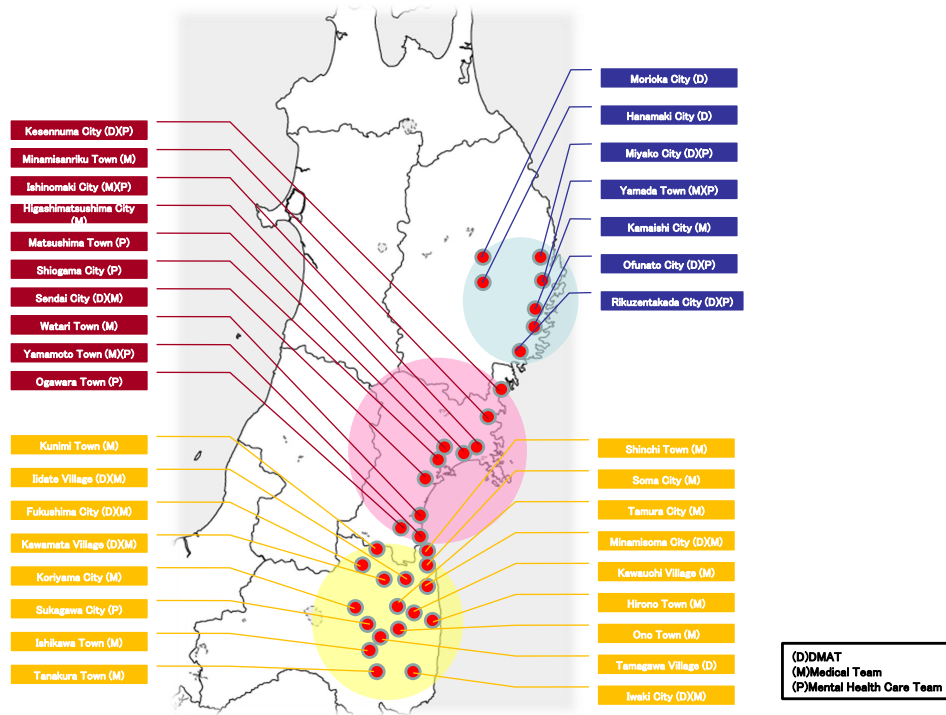 Kesennuma City (D)(P)
Minamisanriku Town (M)
Ishinomaki City (M)(P)
Higashimatsushima City
(M)
Matsushima Town (P)
Shiogama City (P)
Sendai City (D)(M)
Watari Town (M)
Yamamoto Town (M)(P)
Ogawara Town (P)
Kunimi Town (M)
Iidate Village (D)(M)
Fukushima City (D)(M)
Kawamata Village (D)(M)
Koriyama City (M)
Sukagawa City (P)
Ishikawa Town (M)
Tanakura Town (M)
Morioka City (D)
Hanamaki City (D)
Miyako City (D)(P)
Yamada Town (M)(P)
Kamaishi City (M)
Ofunato City (D)(P)
Rikuzentakada City (D)(P)
Shinchi Town (M)
Soma City (M)
Tamura City (M)
Minamisoma City (D)(M)
Kawauchi Village (M)
Hirono Town (M)
Ono Town (M)
Tamagawa Village (D)
Iwaki City (D)(M)
(D)DMAT
(M)Medical Team
(P)Mental Health Care Team